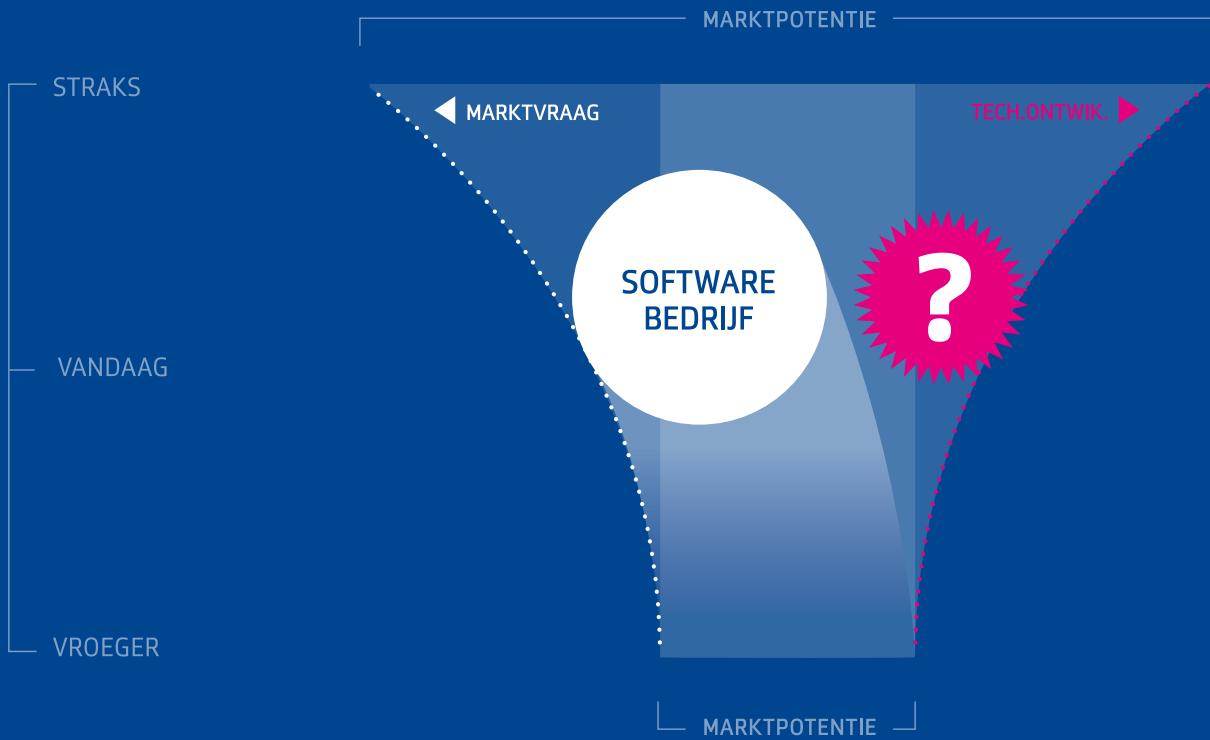 MARKTPOTENTIE
STRAKS
MARKTVRAAG
TECH.ONTWIK.
SOFTWARE
BEDRIJF
?
VANDAAG
VROEGER
MARKTPOTENTIE